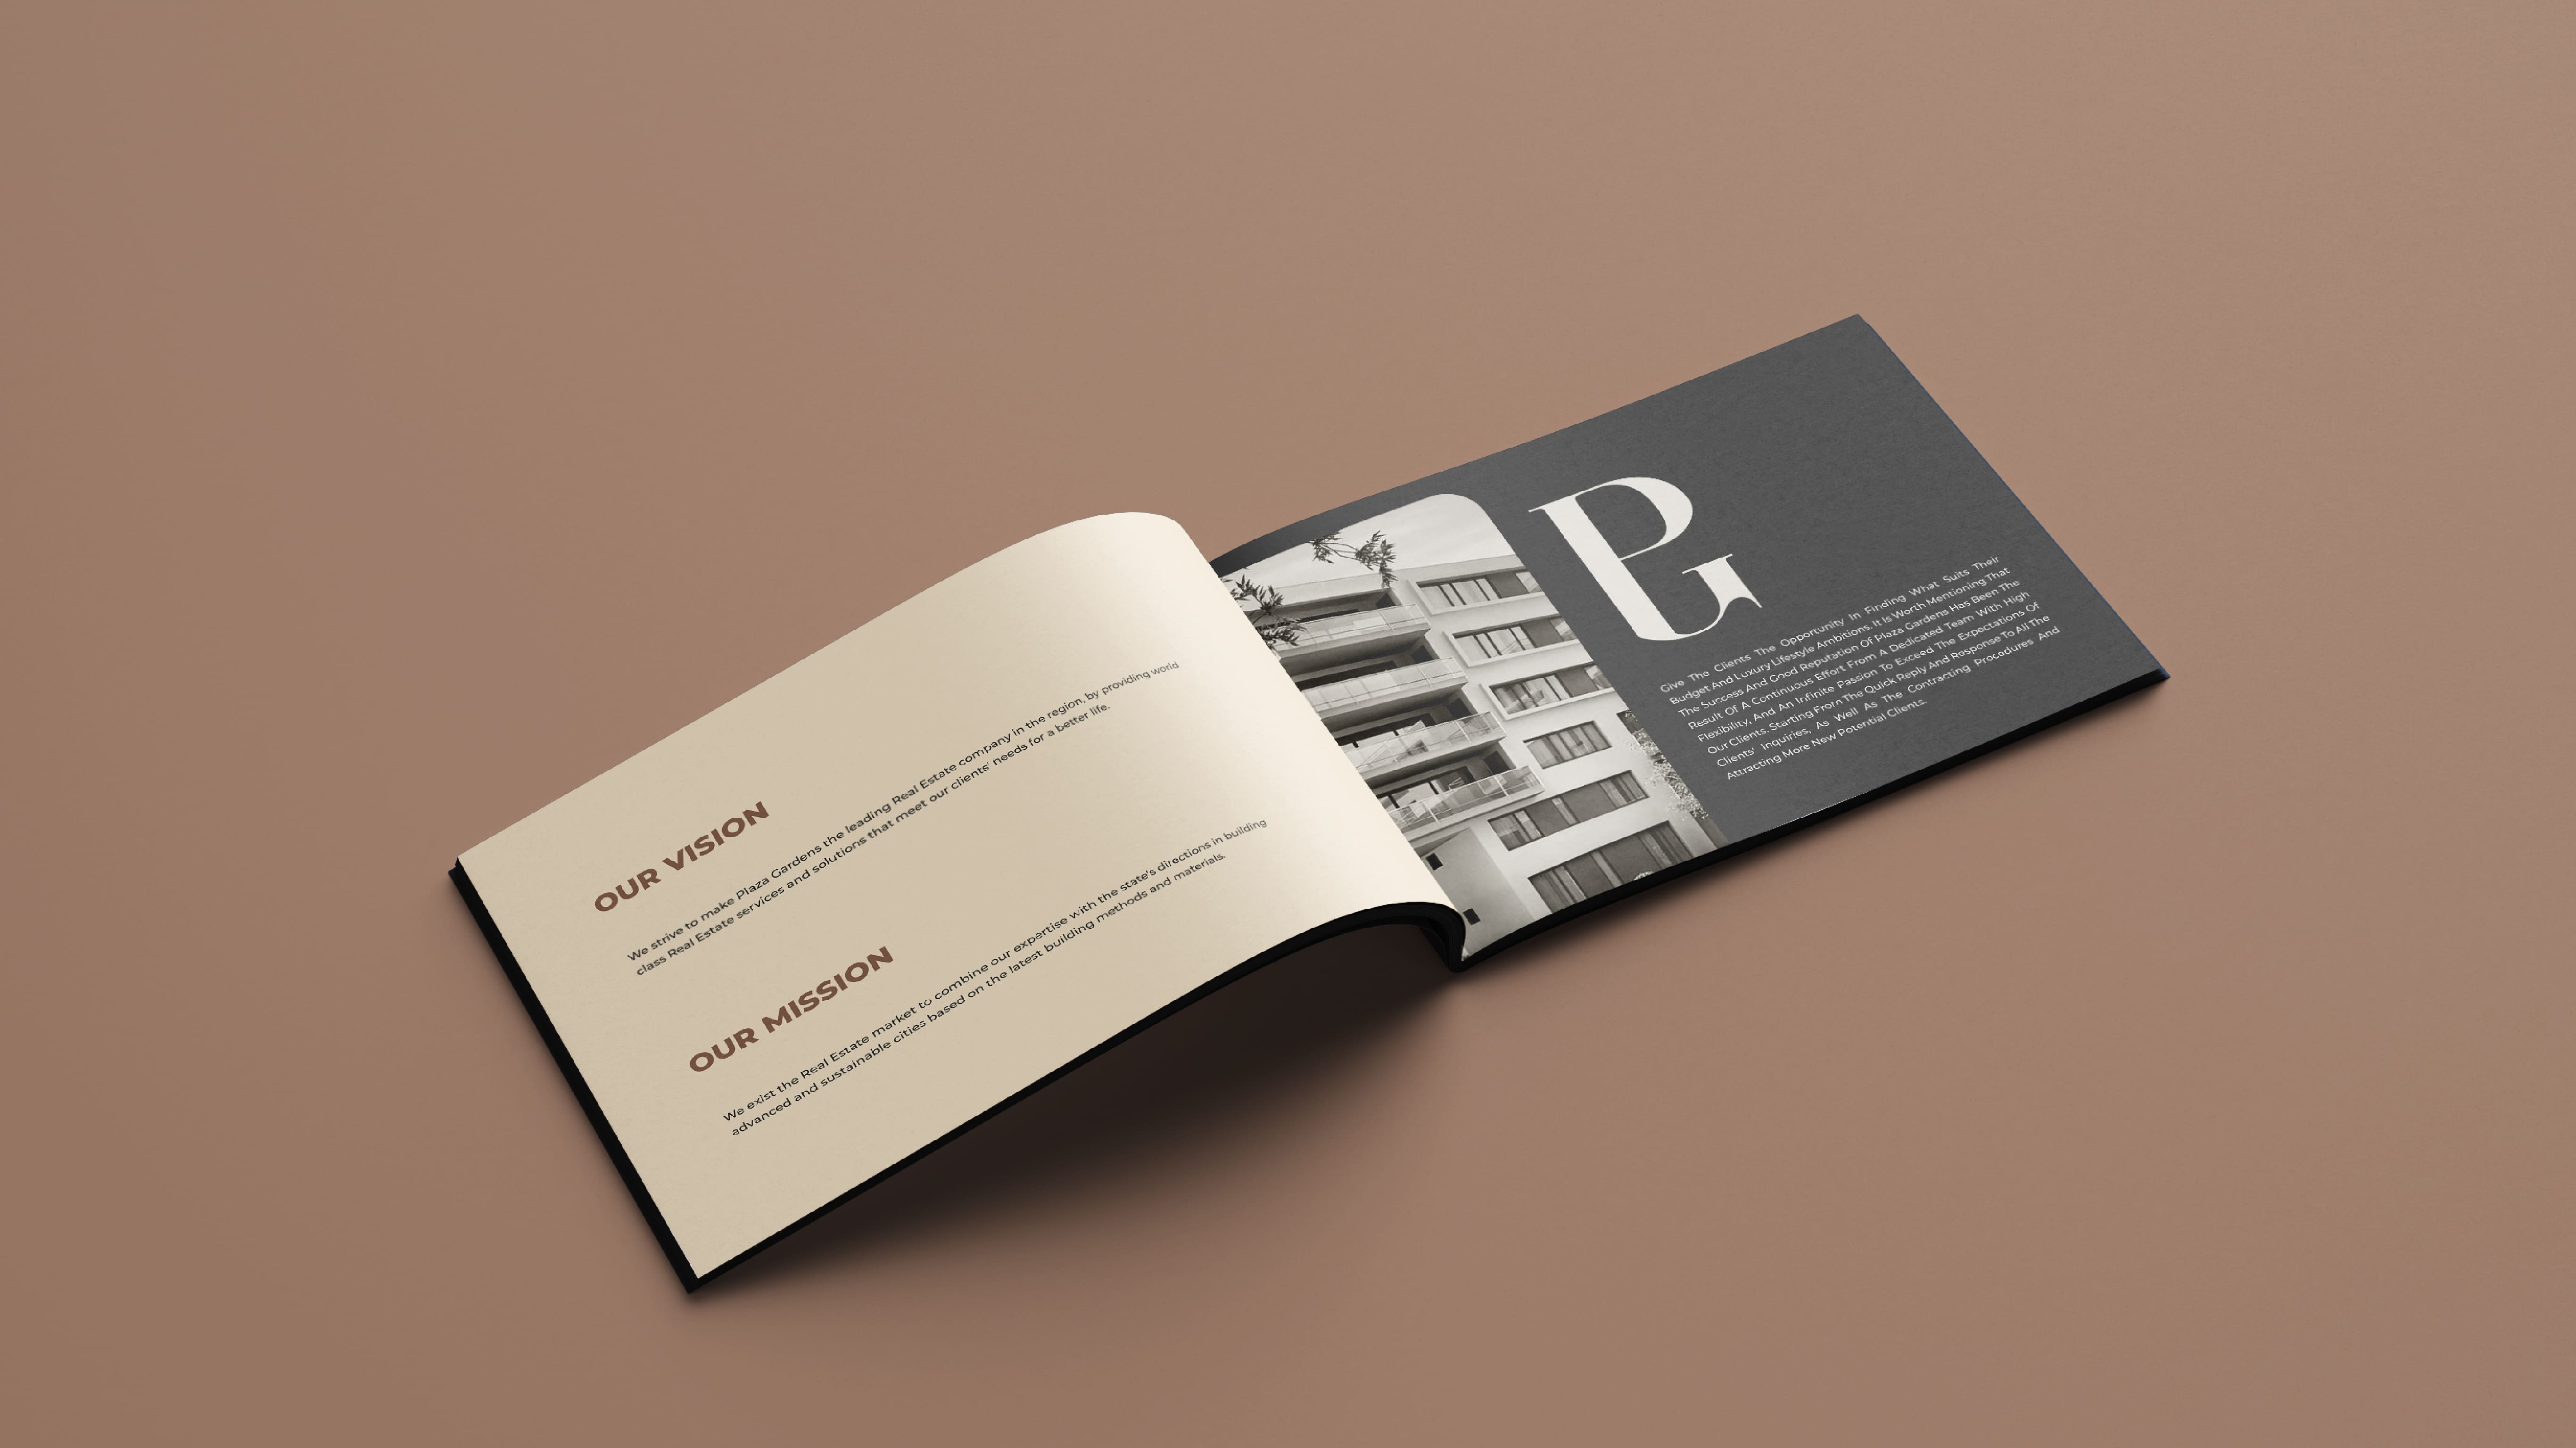 OUR VISION
We strive to make Plaza Gardens the leading Real Estate company in the region, by providing world
class Real Estate services and solutions that meet our clients' needs for a better life.
OUR MISSION
We exist the Real Estate market to combine our expertise with the state's directions in building
advanced and sustainable cities based on the latest building methods and materials.
PG
Give The Clients The Opportunity In Finding What Suits Their
Budget And Luxury Lifestyle Ambitions. It Is Worth Mentioning That
The Success And Good Reputation Of Plaza Gardens Has Been The
Result Of A Continuous Effort From A Dedicated Team With High
Flexibility, And An Infinite Passion To Exceed The Expectations Of
Our Clients. Starting From The Quick Reply And Response To All The
Clients' Inquiries, As Well As The Contracting Procedures And
Attracting More New Potential Clients.